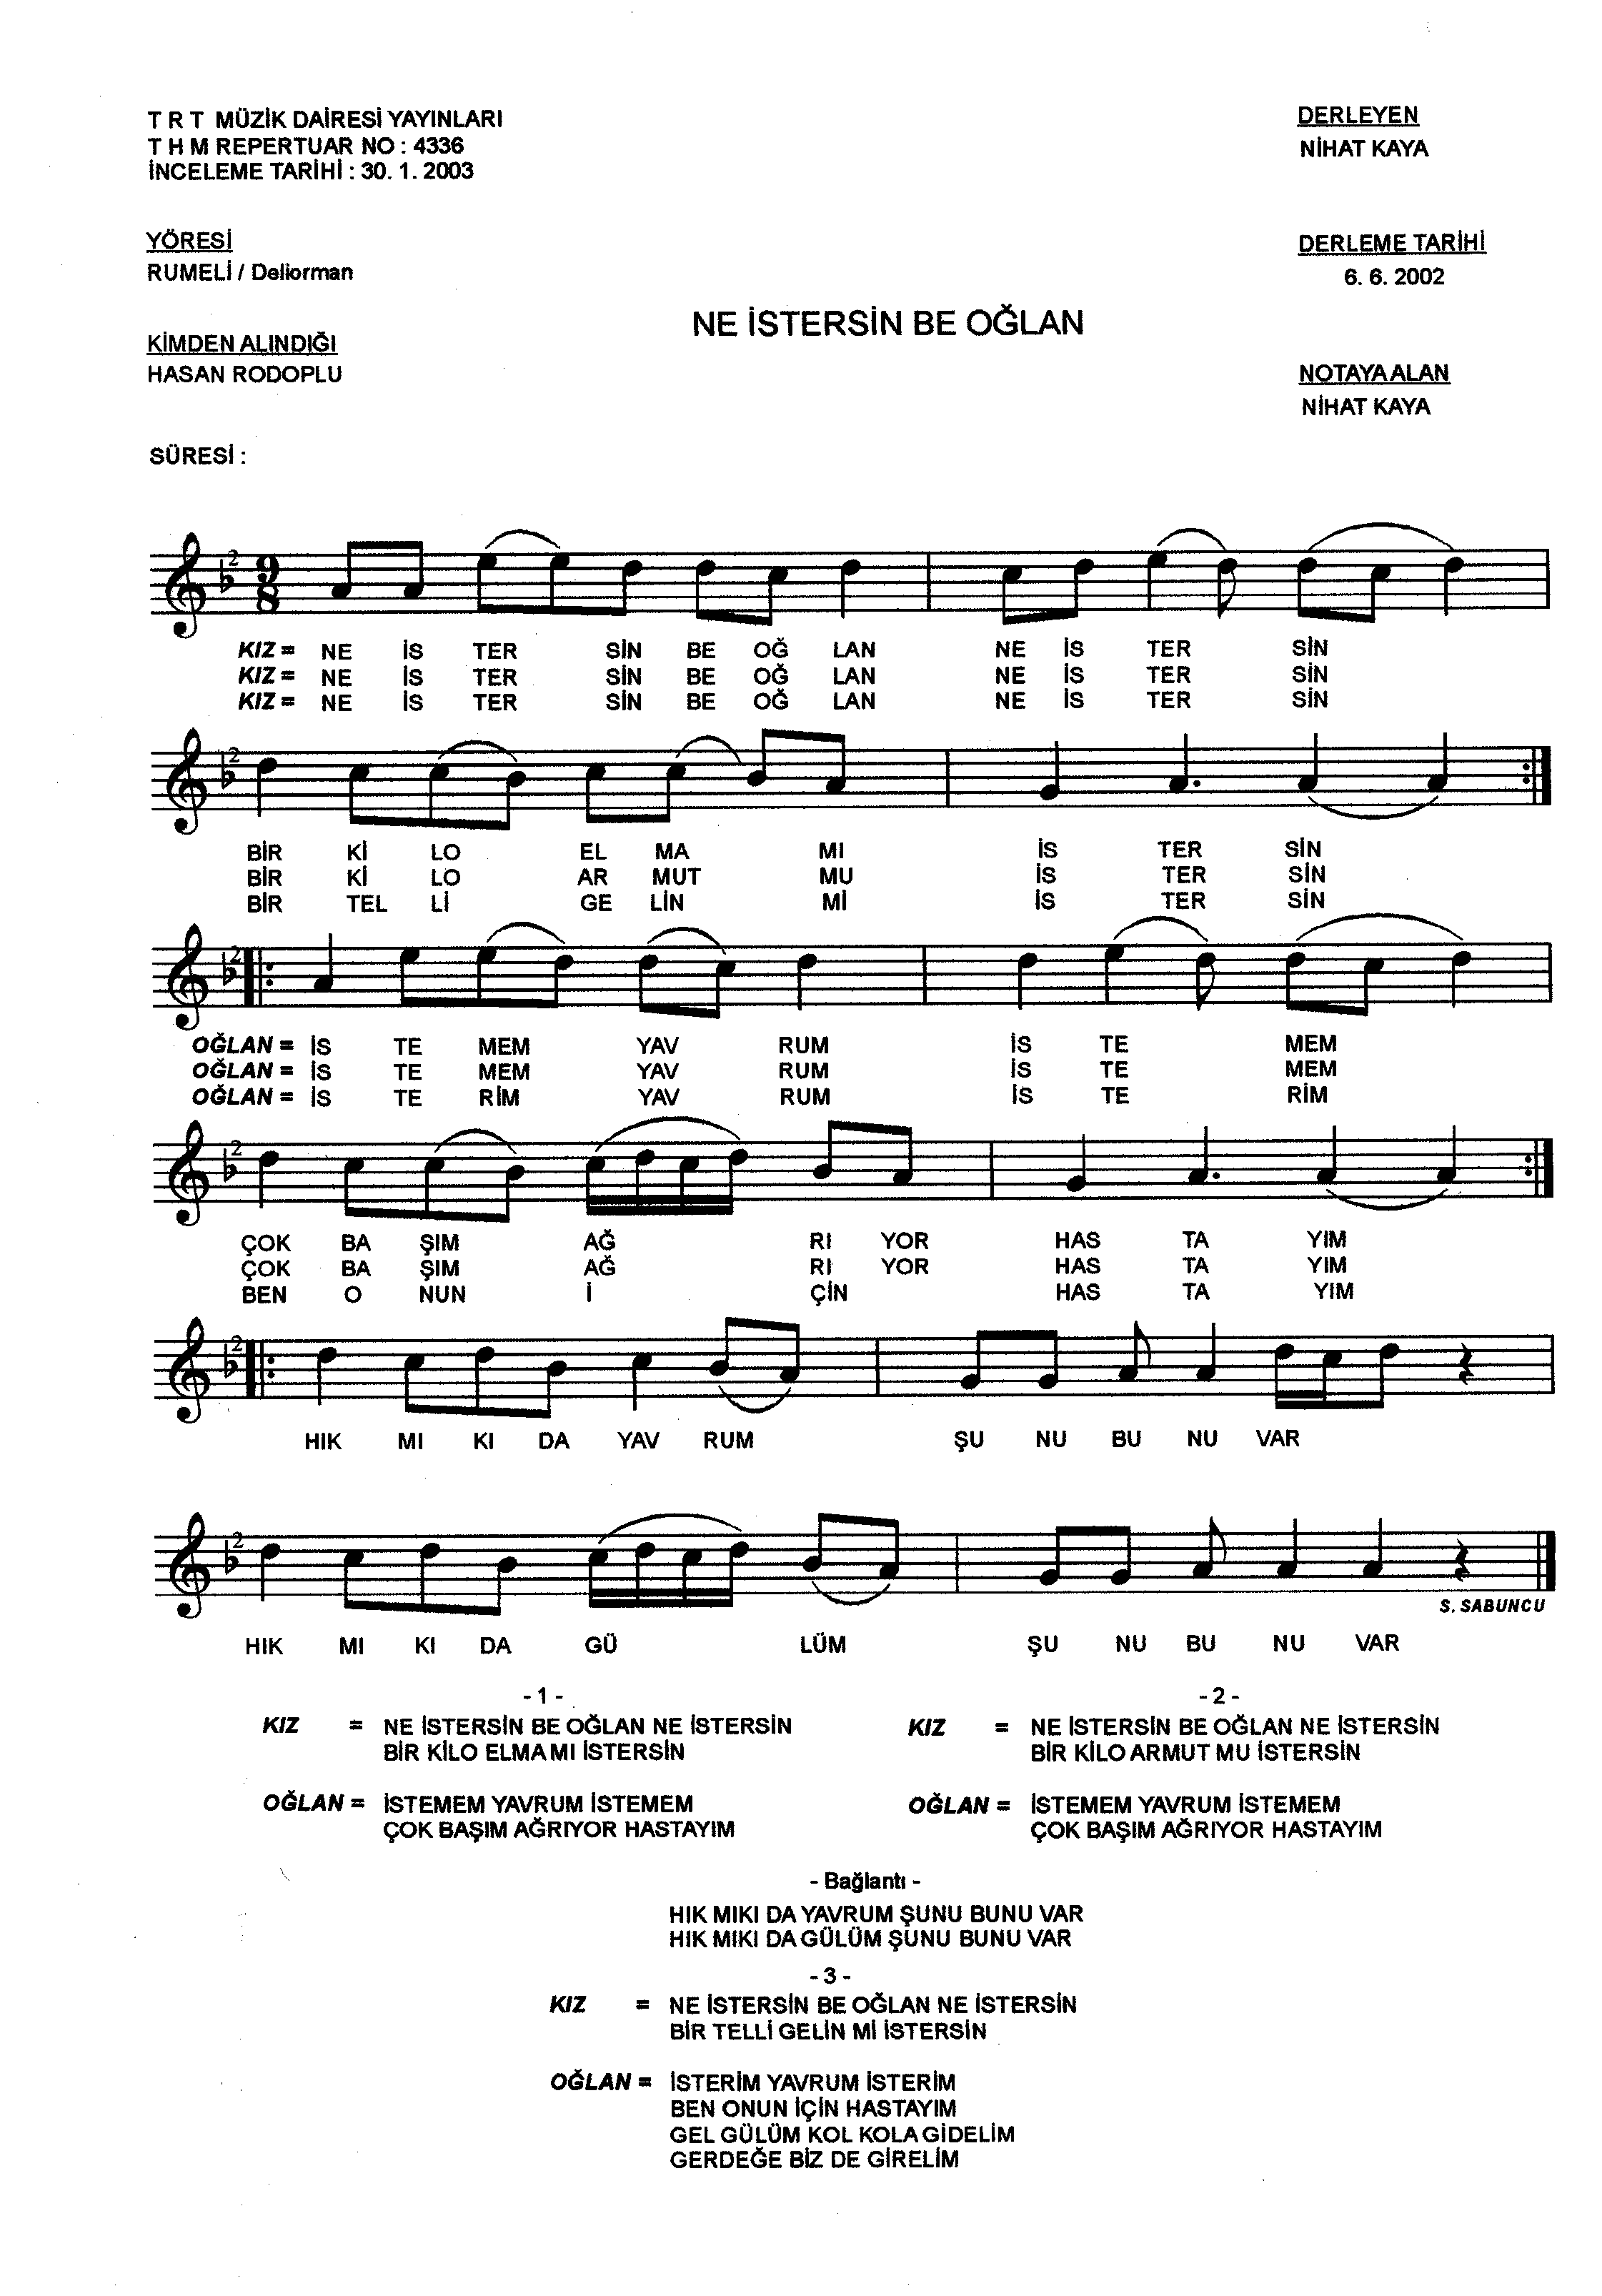 T R T MÜZİK DAİRESİ YAYINLARI
T H M REPERTUAR NO : 4336
İNCELEME TARİHİ : 30. 1. 2003
DERLEYEN
NİHAT KAYA
YÖRESİ
RUMELİ / Deliorman
DERLEME TARİHİ
6. 6. 2002
NE İSTERSİN BE OĞLAN
KİMDEN ALINDIĞI
HASAN RODOPLU
NOTAYA ALAN
NİHAT KAYA
SÜRESİ :
2 9 8
KIZ = NE İS TER SİN BE OĞ LAN NE İS TER SİN
KIZ = NE İS TER SİN BE OĞ LAN NE İS TER SİN
KIZ = NE İS TER SİN BE OĞ LAN NE İS TER SİN
2
BİR Kİ LO EL MA MI İS TER SİN
BİR Kİ LO AR MUT MU İS TER SİN
BİR TEL Lİ GE LİN Mİ İS TER SİN
2
OĞLAN = İS TE MEM YAV RUM İS TE MEM
OĞLAN = İS TE MEM YAV RUM İS TE MEM
OĞLAN = İS TE RİM YAV RUM İS TE RİM
2
ÇOK BA ŞIM AĞ RI YOR HAS TA YIM
ÇOK BA ŞIM AĞ RI YOR HAS TA YIM
BEN O NUN İ ÇİN HAS TA YIM
2
HIK MI KI DA YAV RUM ŞU NU BU NU VAR
2
S. SABUNCU
HIK MI KI DA GÜ LÜM ŞU NU BU NU VAR
- 1 -
KIZ = NE İSTERSİN BE OĞLAN NE İSTERSİN
BİR KİLO ELMA MI İSTERSİN
OĞLAN = İSTEMEM YAVRUM İSTEMEM
ÇOK BAŞIM AĞRIYOR HASTAYIM
- 2 -
KIZ = NE İSTERSİN BE OĞLAN NE İSTERSİN
BİR KİLO ARMUT MU İSTERSİN
OĞLAN = İSTEMEM YAVRUM İSTEMEM
ÇOK BAŞIM AĞRIYOR HASTAYIM
- Bağlantı -
HIK MIKI DA YAVRUM ŞUNU BUNU VAR
HIK MIKI DA GÜLÜM ŞUNU BUNU VAR
- 3 -
KIZ = NE İSTERSİN BE OĞLAN NE İSTERSİN
BİR TELLİ GELİN Mİ İSTERSİN
OĞLAN = İSTERİM YAVRUM İSTERİM
BEN ONUN İÇİN HASTAYIM
GEL GÜLÜM KOL KOLA GİDELİM
GERDEĞE BİZ DE GİRELİM